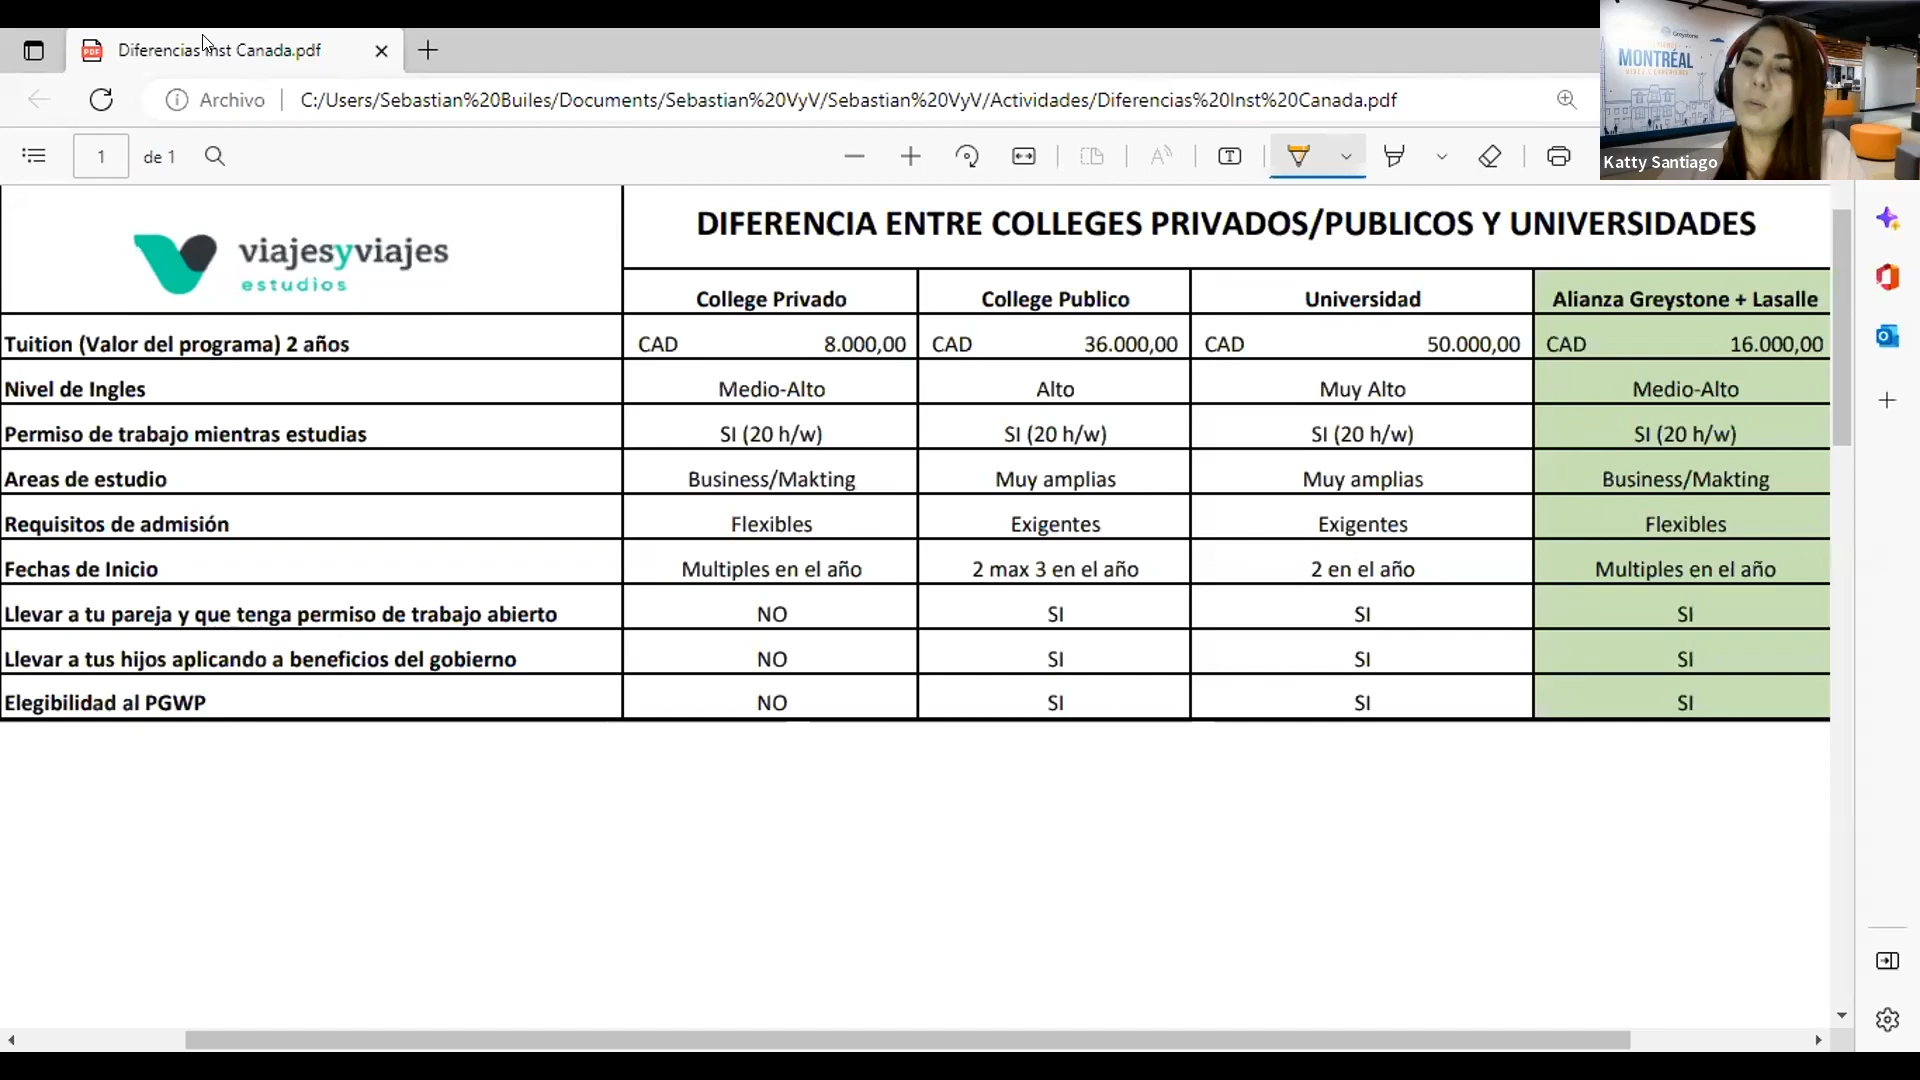 Diferencias Inst Canada.pdf
Archivo
C:/Users/Sebastian%20Builes/Documents/Sebastian%20VyV/Sebastian%20VyV/Actividades/Diferencias%20Inst%20Canada.pdf
Greystone
MONTRÉAL
Katty Santiago
1 de 1
viajesyviajes
estudios
DIFERENCIA ENTRE COLLEGES PRIVADOS/PUBLICOS Y UNIVERSIDADES
College Privado College Publico Universidad Alianza Greystone + Lasalle
Tuition (Valor del programa) 2 años CAD 8.000,00 CAD 36.000,00 CAD 50.000,00 CAD 16.000,00
Nivel de Ingles Medio-Alto Alto Muy Alto Medio-Alto
Permiso de trabajo mientras estudias SI (20 h/w) SI (20 h/w) SI (20 h/w) SI (20 h/w)
Areas de estudio Business/Makting Muy amplias Muy amplias Business/Makting
Requisitos de admisión Flexibles Exigentes Exigentes Flexibles
Fechas de Inicio Multiples en el año 2 max 3 en el año 2 en el año Multiples en el año
Llevar a tu pareja y que tenga permiso de trabajo abierto NO SI SI SI
Llevar a tus hijos aplicando a beneficios del gobierno NO SI SI SI
Elegibilidad al PGWP NO SI SI SI